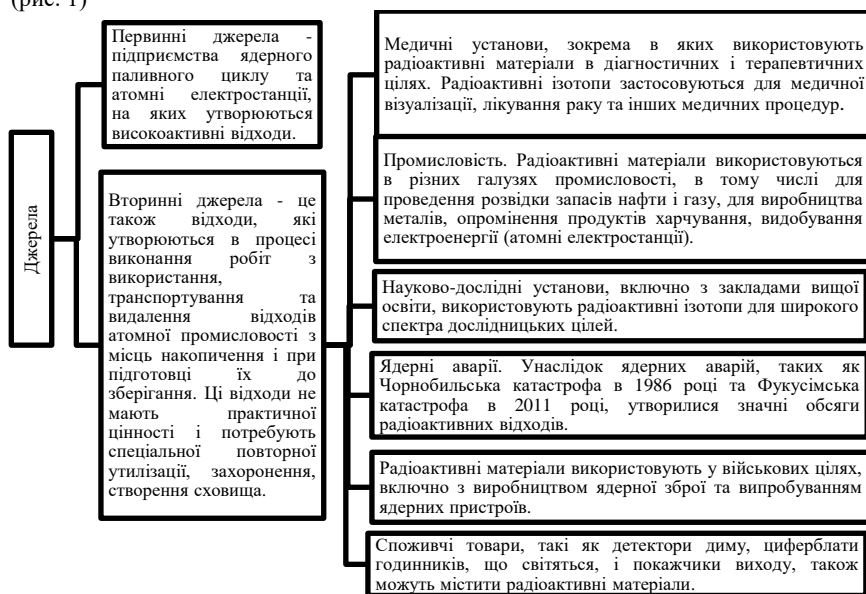 (рис. 1)
Джерела
Первинні джерела -
підприємства ядерного
паливного циклу та
атомні електростанції,
на яких утворюються
високоактивні відходи.
Вторинні джерела - це
також відходи, які
утворюються в процесі
виконання робіт з
використання,
транспортування та
видалення відходів
атомної промисловості з
місць накопичення і при
підготовці їх до
зберігання. Ці відходи не
мають практичної
цінності і потребують
спеціальної повторної
утилізації, захоронення,
створення сховища.
Медичні установи, зокрема в яких використовують
радіоактивні матеріали в діагностичних і терапевтичних
цілях. Радіоактивні ізотопи застосовуються для медичної
візуалізації, лікування раку та інших медичних процедур.
Промисловість. Радіоактивні матеріали використовуються
в різних галузях промисловості, в тому числі для
проведення розвідки запасів нафти і газу, для виробництва
металів, опромінення продуктів харчування, видобування
електроенергії (атомні електростанції).
Науково-дослідні установи, включно з закладами вищої
освіти, використовують радіоактивні ізотопи для широкого
спектра дослідницьких цілей.
Ядерні аварії. Унаслідок ядерних аварій, таких як
Чорнобильська катастрофа в 1986 році та Фукусімська
катастрофа в 2011 році, утворилися значні обсяги
радіоактивних відходів.
Радіоактивні матеріали використовують у військових цілях,
включно з виробництвом ядерної зброї та випробуванням
ядерних пристроїв.
Споживчі товари, такі як детектори диму, циферблати
годинників, що світяться, і покажчики виходу, також
можуть містити радіоактивні матеріали.